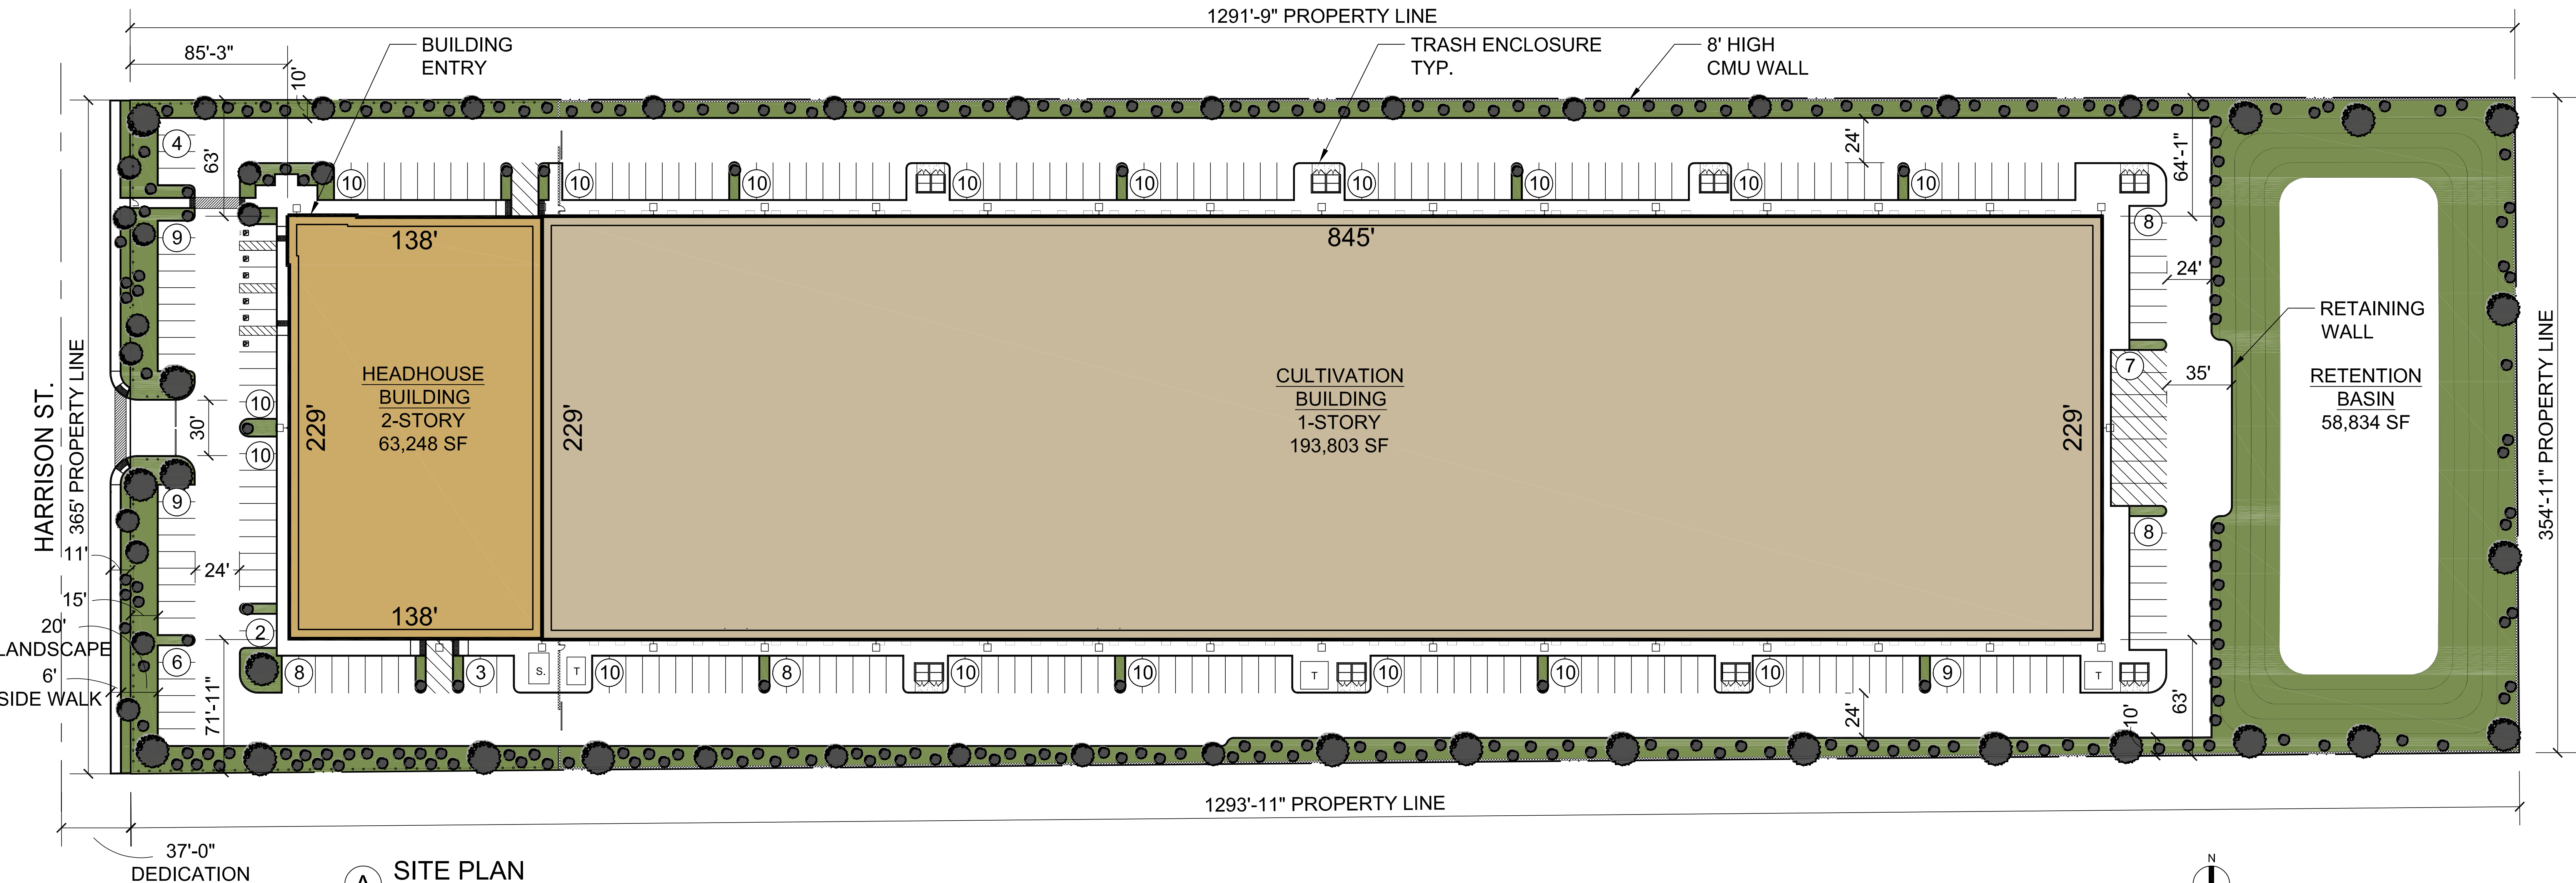 1291'-9" PROPERTY LINE
85'-3"
10'
BUILDING
ENTRY
TRASH ENCLOSURE
TYP.
8' HIGH
CMU WALL
4
63'
10
10
10
10
10
10
10
10
10
24'
64'-1"
9
138'
845'
8
24'
RETAINING
WALL
HARRISON ST.
365' PROPERTY LINE
30'
10
10
9
229'
HEADHOUSE
BUILDING
2-STORY
63,248 SF
229'
CULTIVATION
BUILDING
1-STORY
193,803 SF
229'
7
35'
RETENTION
BASIN
58,834 SF
354'-11" PROPERTY LINE
8
11'
24'
15'
20'
LANDSCAPE
6'
SIDE WALK
138'
2
6
71'-11"
8
3
S.
T
10
8
10
10
T
10
10
10
9
T
24'
10'
63'
1293'-11" PROPERTY LINE
37'-0"
DEDICATION
A
SITE PLAN
N